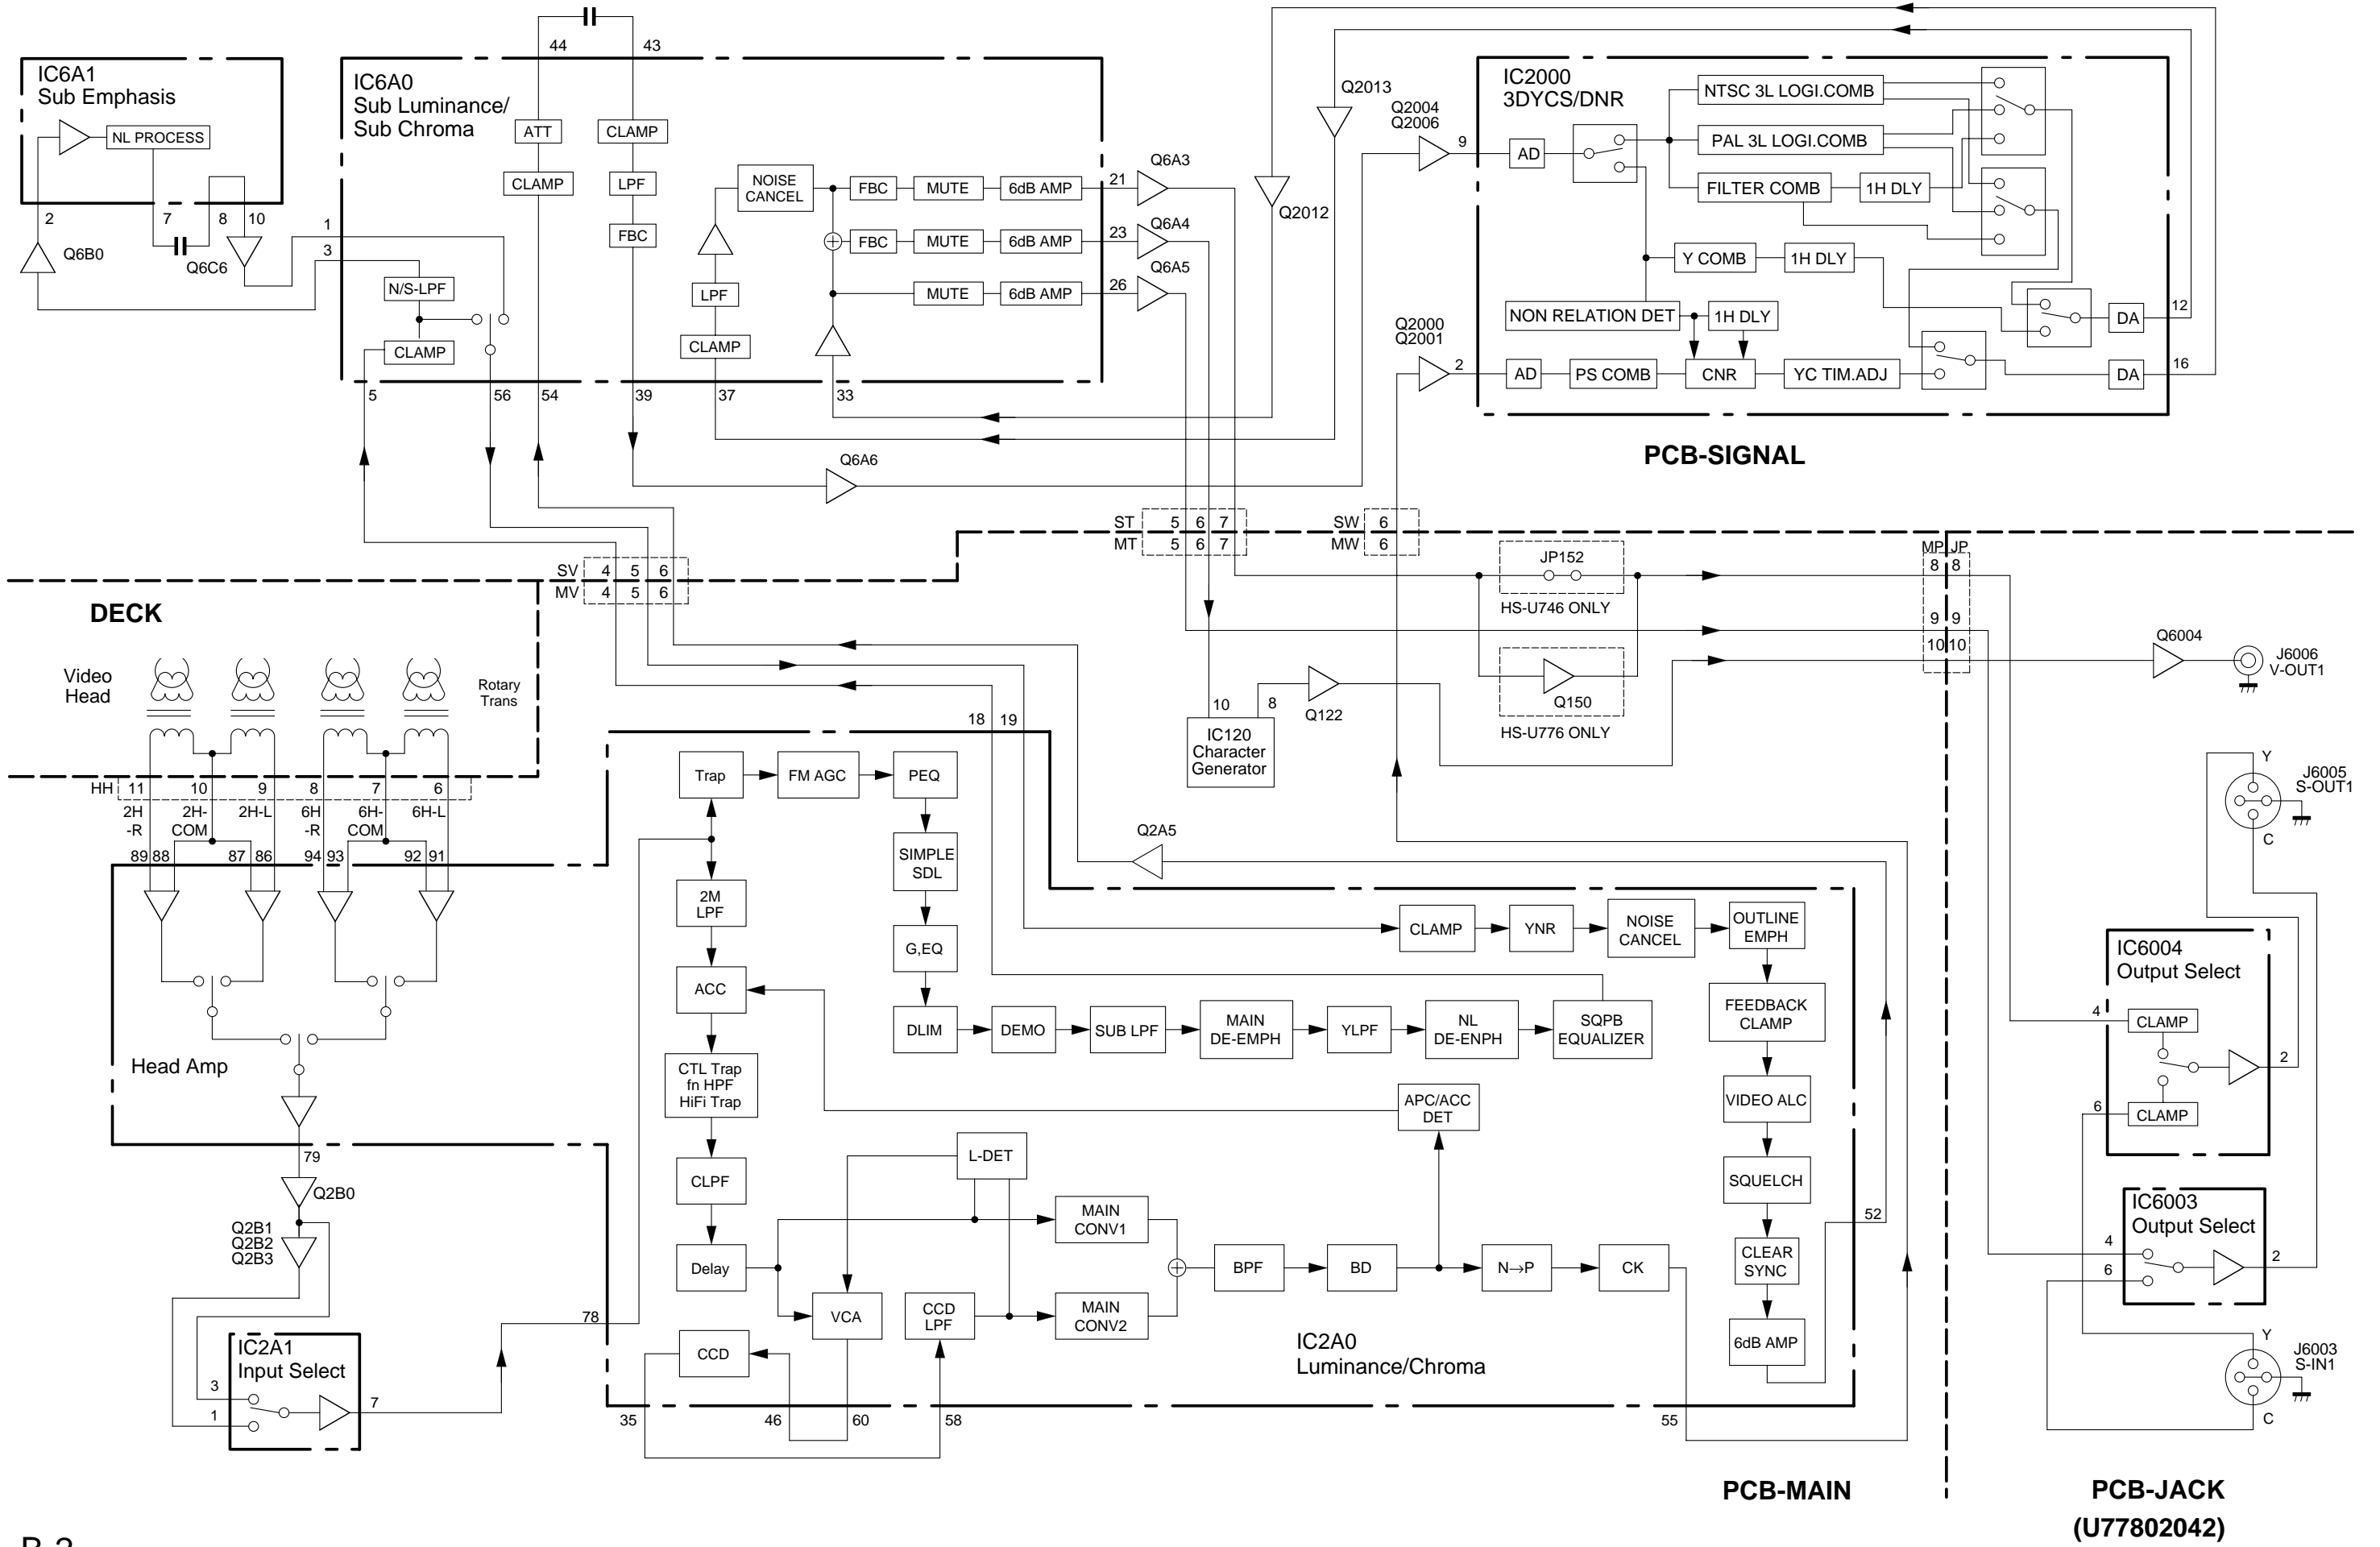 44
43
IC6A1
Sub Emphasis
NL PROCESS
2
7
8
10
Q6B0
Q6C6
IC6A0
Sub Luminance/
Sub Chroma
1
3
N/S-LPF
CLAMP
ATT
CLAMP
CLAMP
LPF
FBC
NOISE
CANCEL
LPF
CLAMP
FBC
MUTE
6dB AMP
21
FBC
MUTE
6dB AMP
23
MUTE
6dB AMP
26
Q6A3
Q6A4
Q6A5
5
56
54
39
37
33
Q6A6
Q2013
Q2012
Q2004
Q2006
9
Q2000
Q2001
2
IC2000
3DYCS/DNR
AD
NTSC 3L LOGI.COMB
PAL 3L LOGI.COMB
FILTER COMB
1H DLY
Y COMB
1H DLY
NON RELATION DET
1H DLY
AD
PS COMB
CNR
YC TIM.ADJ
DA
12
DA
16
PCB-SIGNAL
ST
5 6 7
MT
5 6 7
SW
6
MW
6
SV
4 5 6
MV
4 5 6
MP JP
8 8
9 9
10 10
JP152
HS-U746 ONLY
Q150
HS-U776 ONLY
Q6004
J6006
V-OUT1
DECK
Video
Head
Rotary
Trans
HH
11
10
9
8
7
6
2H
-R
2H-
COM
2H-L
6H
-R
6H-
COM
6H-L
89
88
87
86
94
93
92
91
Head Amp
79
Q2B0
Q2B1
Q2B2
Q2B3
IC2A1
Input Select
3
1
7
78
18
19
10
8
IC120
Character
Generator
Q122
Q2A5
Trap
FM AGC
PEQ
SIMPLE
SDL
G,EQ
DLIM
DEMO
SUB LPF
MAIN
DE-EMPH
YLPF
NL
DE-ENPH
SQPB
EQUALIZER
2M
LPF
ACC
CTL Trap
fn HPF
HiFi Trap
CLPF
Delay
CLAMP
YNR
NOISE
CANCEL
OUTLINE
EMPH
FEEDBACK
CLAMP
VIDEO ALC
SQUELCH
CLEAR
SYNC
6dB AMP
52
APC/ACC
DET
L-DET
MAIN
CONV1
VCA
CCD
LPF
MAIN
CONV2
CCD
BPF
BD
N→P
CK
IC2A0
Luminance/Chroma
35
46
60
58
55
PCB-MAIN
Y
J6005
S-OUT1
C
IC6004
Output Select
4
CLAMP
6
CLAMP
2
IC6003
Output Select
4
6
2
Y
J6003
S-IN1
C
PCB-JACK
(U77802042)